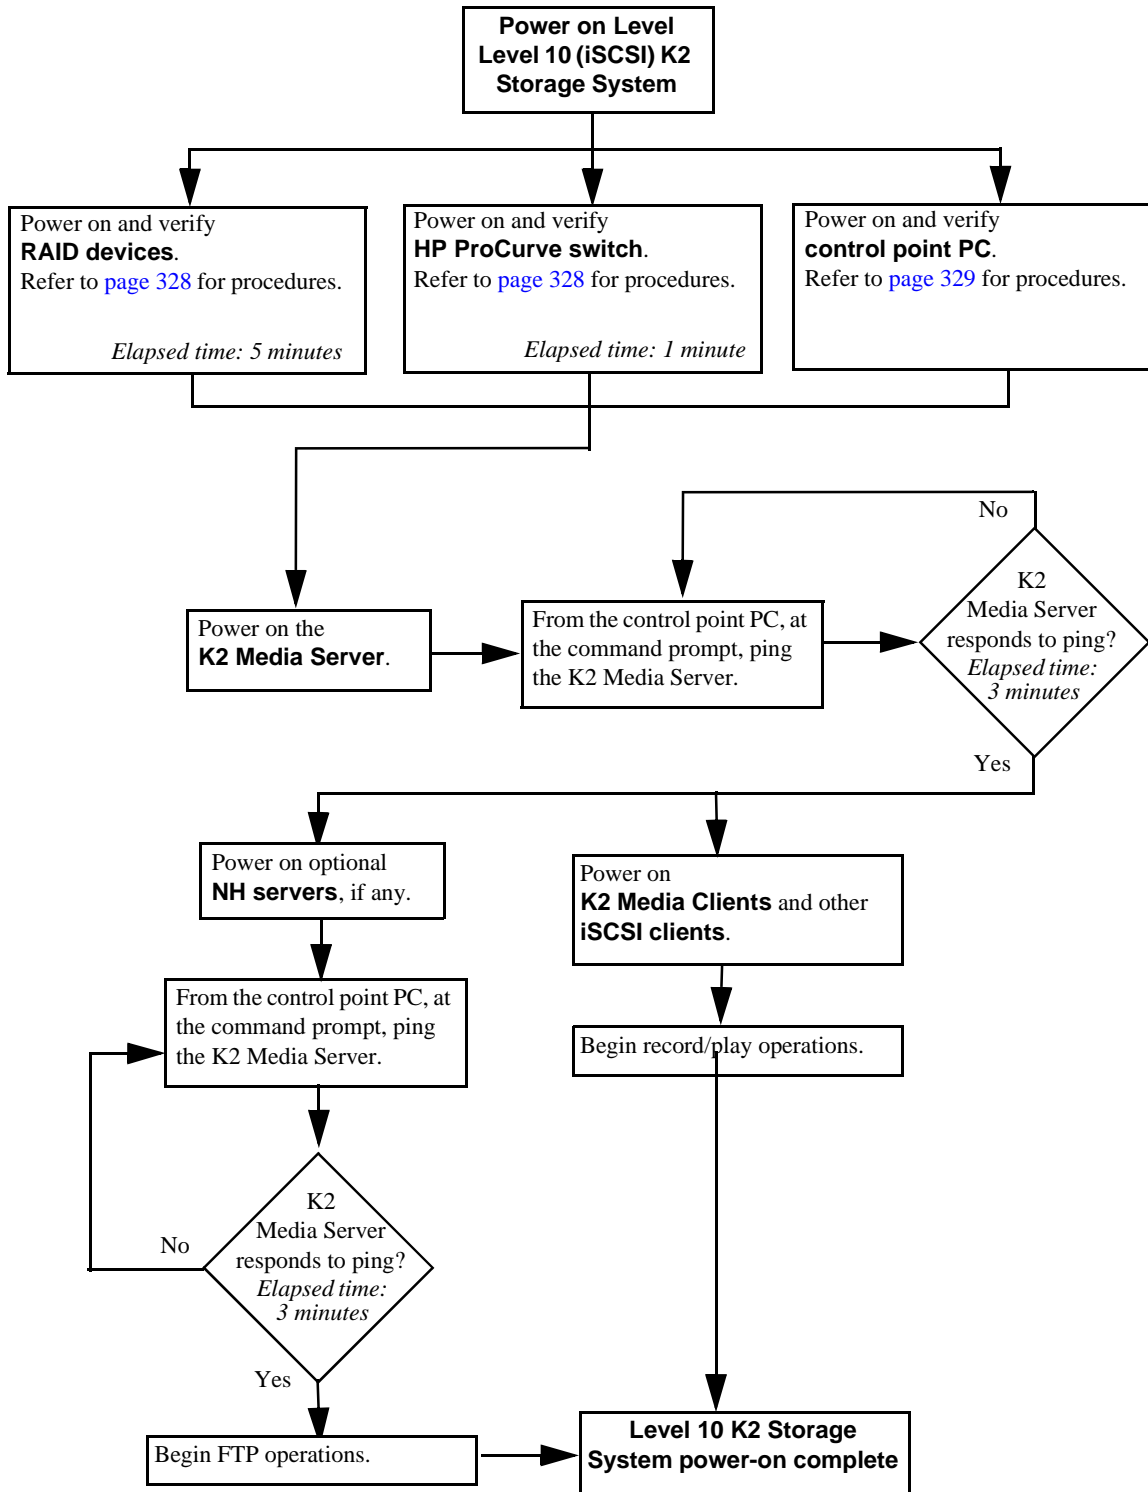 Power on Level
Level 10 (iSCSI) K2
Storage System
Power on and verify
RAID devices.
Refer to page 328 for procedures.
Elapsed time: 5 minutes
Power on and verify
HP ProCurve switch.
Refer to page 328 for procedures.
Elapsed time: 1 minute
Power on and verify
control point PC.
Refer to page 329 for procedures.
No
Power on the
K2 Media Server.
From the control point PC, at
the command prompt, ping
the K2 Media Server.
K2
Media Server
responds to ping?
Elapsed time:
3 minutes
Yes
Power on optional
NH servers, if any.
Power on
K2 Media Clients and other
iSCSI clients.
From the control point PC, at
the command prompt, ping
the K2 Media Server.
Begin record/play operations.
K2
Media Server
responds to ping?
Elapsed time:
3 minutes
No
Yes
Begin FTP operations.
Level 10 K2 Storage
System power-on complete